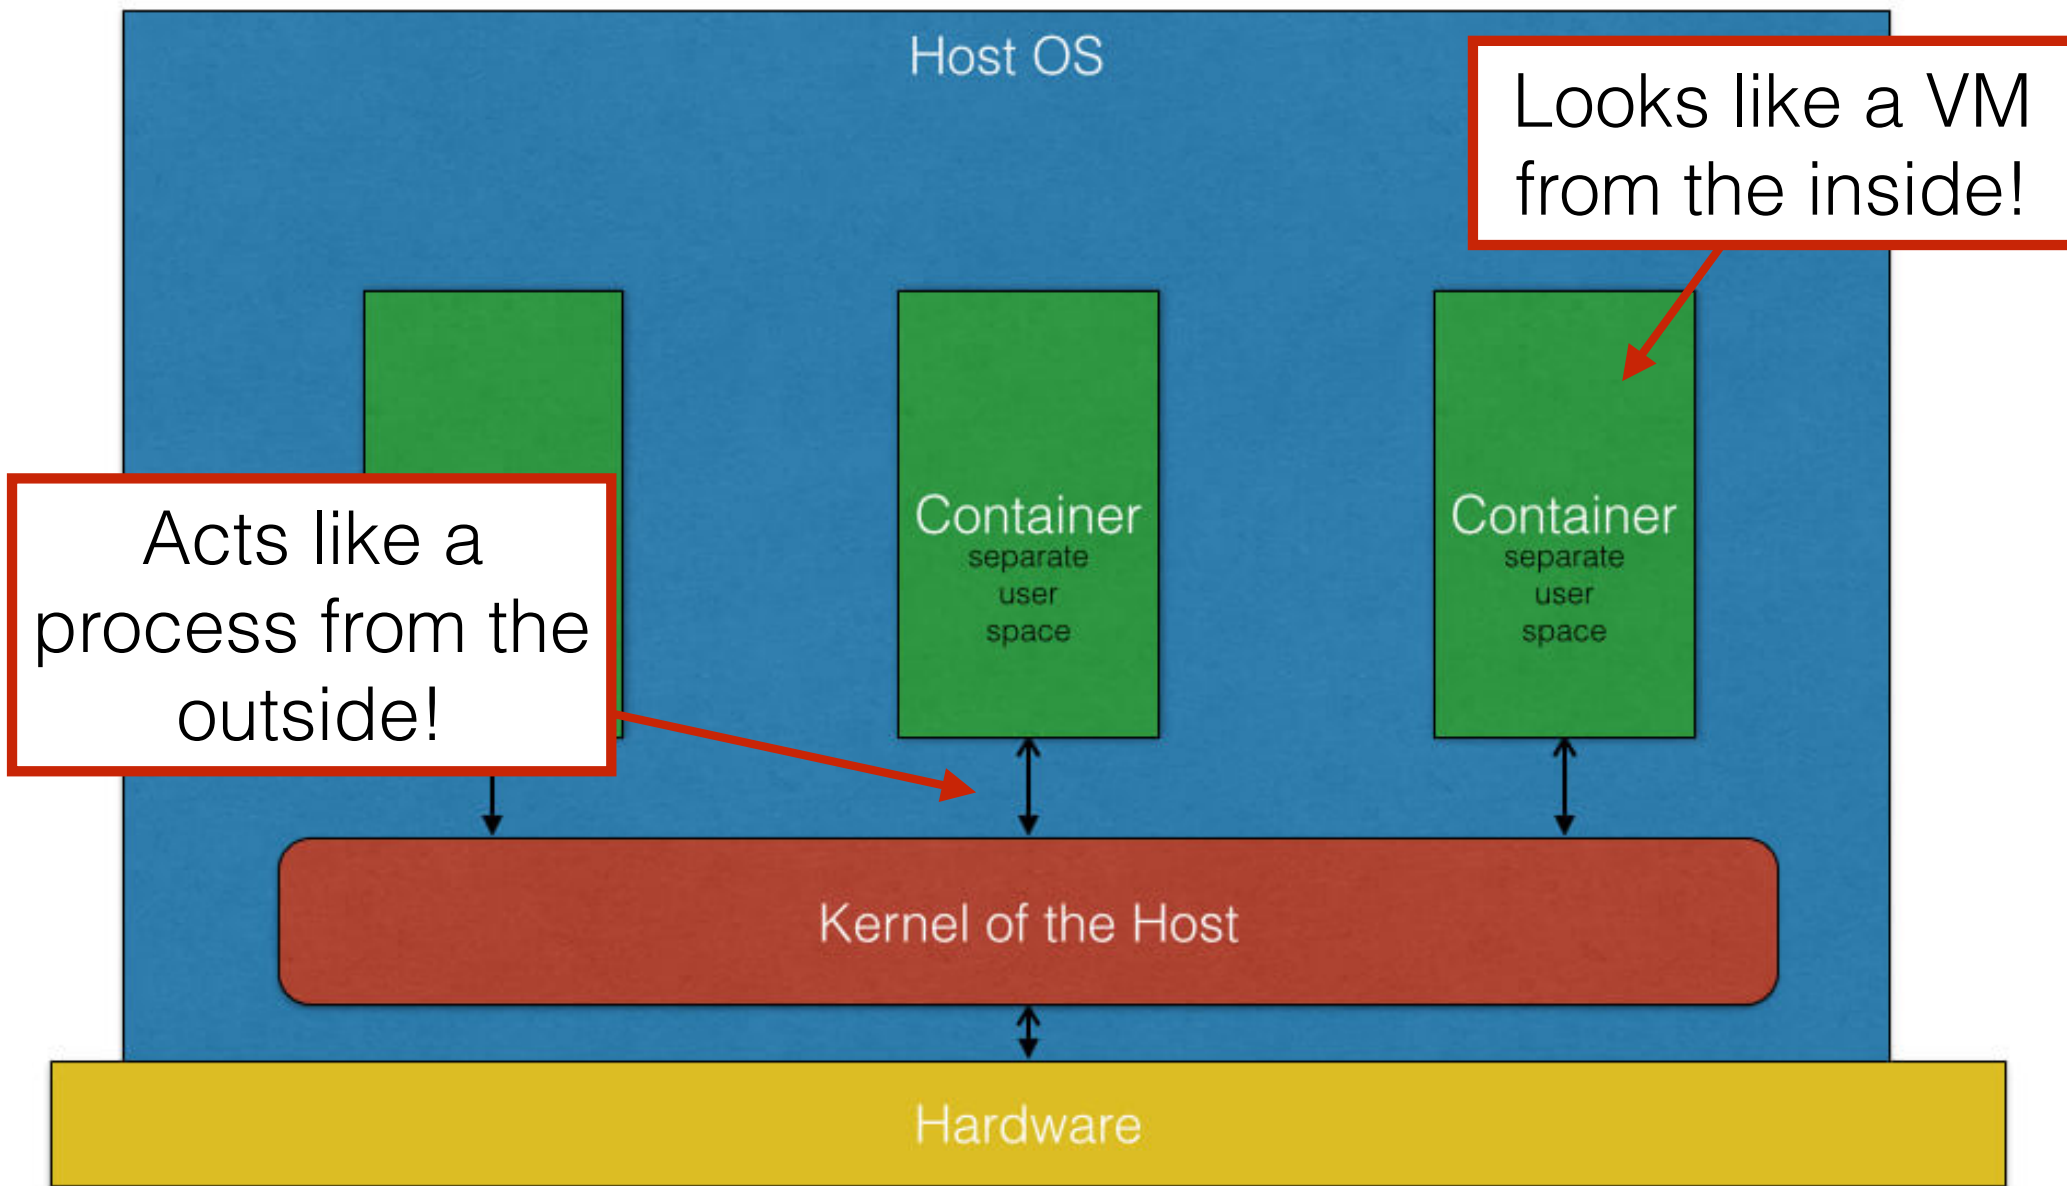 Host OS
Looks like a VM
from the inside!
Acts like a
process from the
outside!
Container
separate
user
space
Container
separate
user
space
Kernel of the Host
Hardware